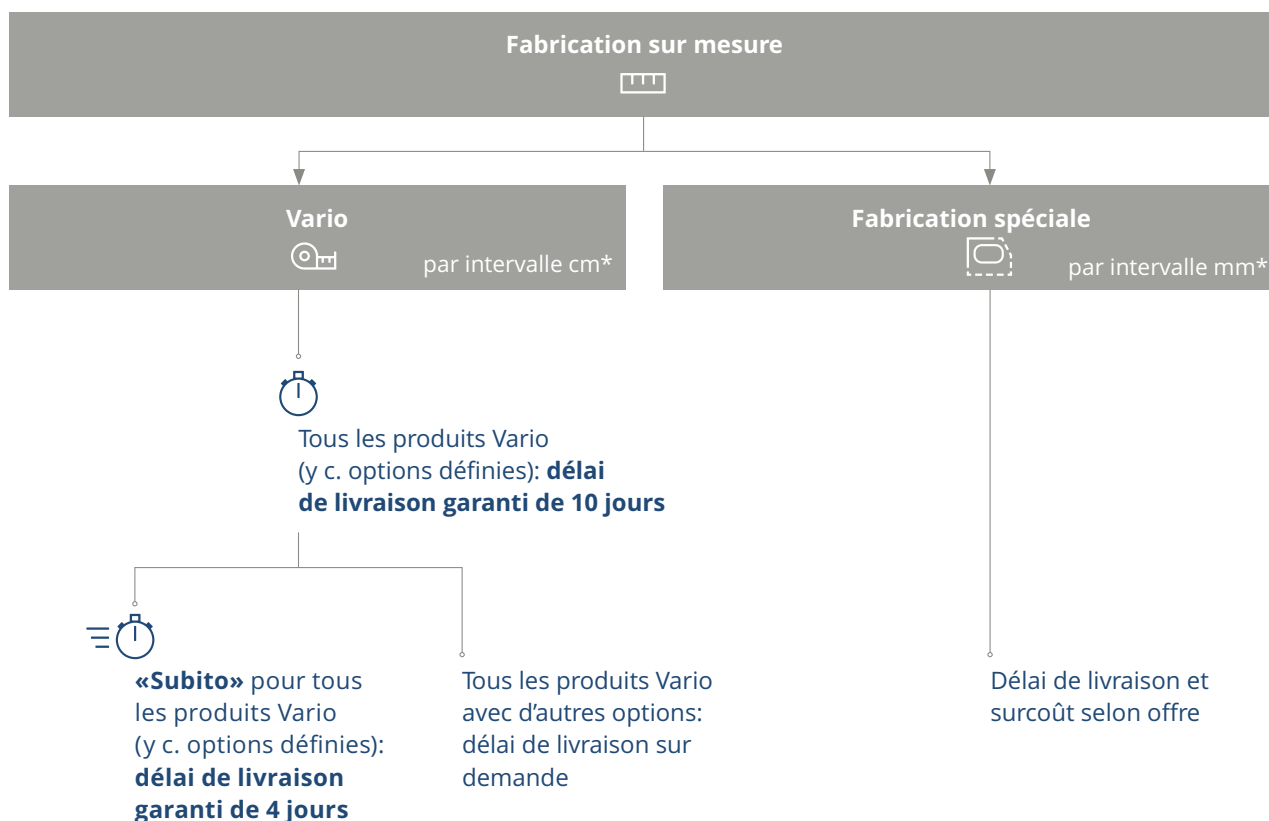 Fabrication sur mesure
Vario
par intervalle cm*
Fabrication spéciale
par intervalle mm*
Tous les produits Vario
(y c. options définies): délai
de livraison garanti de 10 jours
«Subito» pour tous
les produits Vario
(y c. options définies):
délai de livraison
garanti de 4 jours
Tous les produits Vario
avec d’autres options:
délai de livraison sur
demande
Délai de livraison et
surcoût selon offre